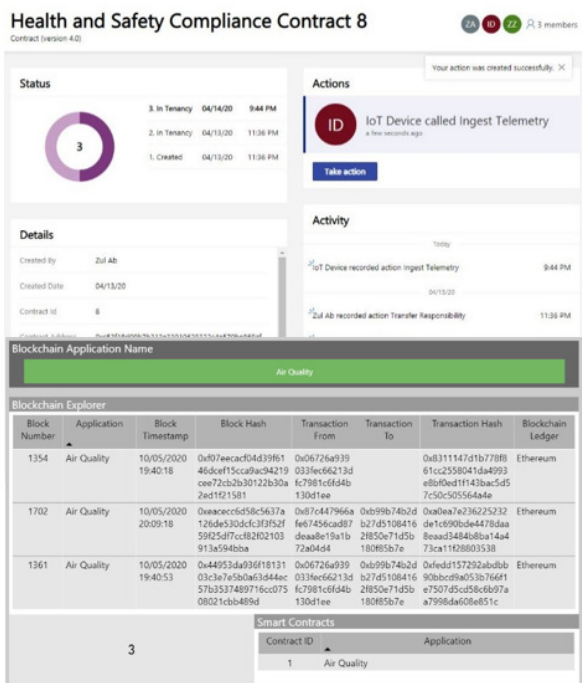 Health and Safety Compliance Contract 8
Contract (version 4.0)
ZA ID ZZ 3 members
Your action was created successfully. ×
Status
3
3. In Tenancy 04/14/20 9:44 PM
2. In Tenancy 04/13/20 11:36 PM
1. Created 04/13/20 11:36 PM
Actions
ID
IoT Device called Ingest Telemetry
a few seconds ago
Take action
Details
Created By Zul Ab
Created Date 04/13/20
Contract Id 8
Contract Address
Activity
Today
IoT Device recorded action Ingest Telemetry 9:44 PM
04/13/20
Zul Ab recorded action Transfer Responsibility 11:36 PM
Blockchain Application Name
Air Quality
Blockchain Explorer
Block Application Block Block Hash Transaction Transaction Transaction Hash Blockchain
Number Timestamp From To Ledger
1354 Air Quality 10/05/2020 0xf07eecacf04d39f61 0x06726a939 0x8311147d1b778f8 Ethereum
19:40:18 46dcef15cca9ac94219 033fec66213d 61cc2558041da4993
cee72cb2b30122b30a fc7981c6fd4b e8bf0ed1f143bac5d5
2ed1f21581 130d1ee 7c50c505564a4e
1702 Air Quality 10/05/2020 0xeacecc6d58c5637a 0x87c447966a 0xb99b74b2d 0xa0ea7e236225232 Ethereum
20:09:18 126de530dcfc3f3f52f fe67456cad87 b27d5108416 de1c690bde4478daa
59f25df7ccf82f02103 deaa8e19a1b 2f850e71d5b 8eaad3484b8ba14a4
913a594bba 72a04d4 180f85b7e 73ca11f28803538
1361 Air Quality 10/05/2020 0x44953da936f18131 0x06726a939 0xb99b74b2d 0xfedd157292abdbb Ethereum
19:40:53 03c3e7e5b0a63d44ec 033fec66213d b27d5108416 90bbcd9a053b766f1
57b3537489716cc075 fc7981c6fd4b 2f850e71d5b e7507d5cd58c6b97a
08021cbb489d 130d1ee 180f85b7e a7998da608e851c
3
Smart Contracts
Contract ID Application
1 Air Quality